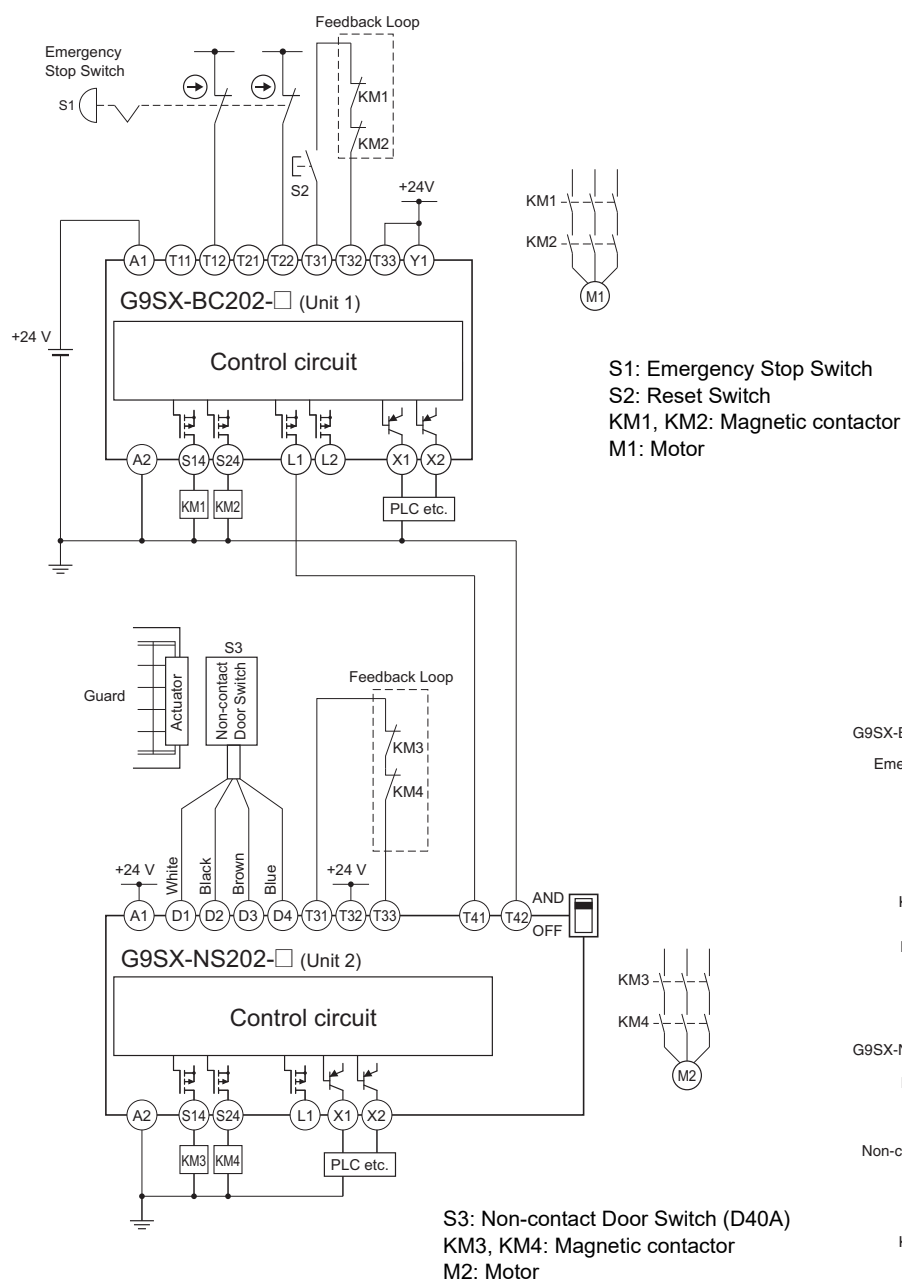 Feedback Loop
Emergency
Stop Switch
S1
KM1
KM2
S2
+24V
A1 T11 T12 T21 T22 T31 T32 T33 Y1
G9SX-BC202-□ (Unit 1)
+24 V
Control circuit
A2 S14 S24 L1 L2 X1 X2
KM1 KM2
PLC etc.
KM1
KM2
M1
S1: Emergency Stop Switch
S2: Reset Switch
KM1, KM2: Magnetic contactor
M1: Motor
S3
Guard
Actuator
Non-contact
Door Switch
Feedback Loop
KM3
KM4
+24 V
White
Black
Brown
Blue
+24 V
A1 D1 D2 D3 D4 T31 T32 T33 T41 T42
AND
OFF
G9SX-NS202-□ (Unit 2)
Control circuit
A2 S14 S24 L1 X1 X2
KM3 KM4
PLC etc.
KM3
KM4
M2
S3: Non-contact Door Switch (D40A)
KM3, KM4: Magnetic contactor
M2: Motor